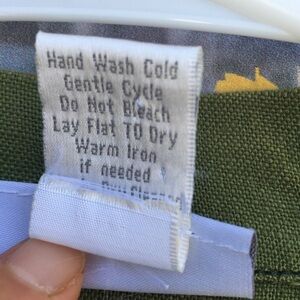 Hand Wash Cold
Gentle Cycle
Do Not Bleach
Lay Flat TO Dry
Warm Iron
if needed